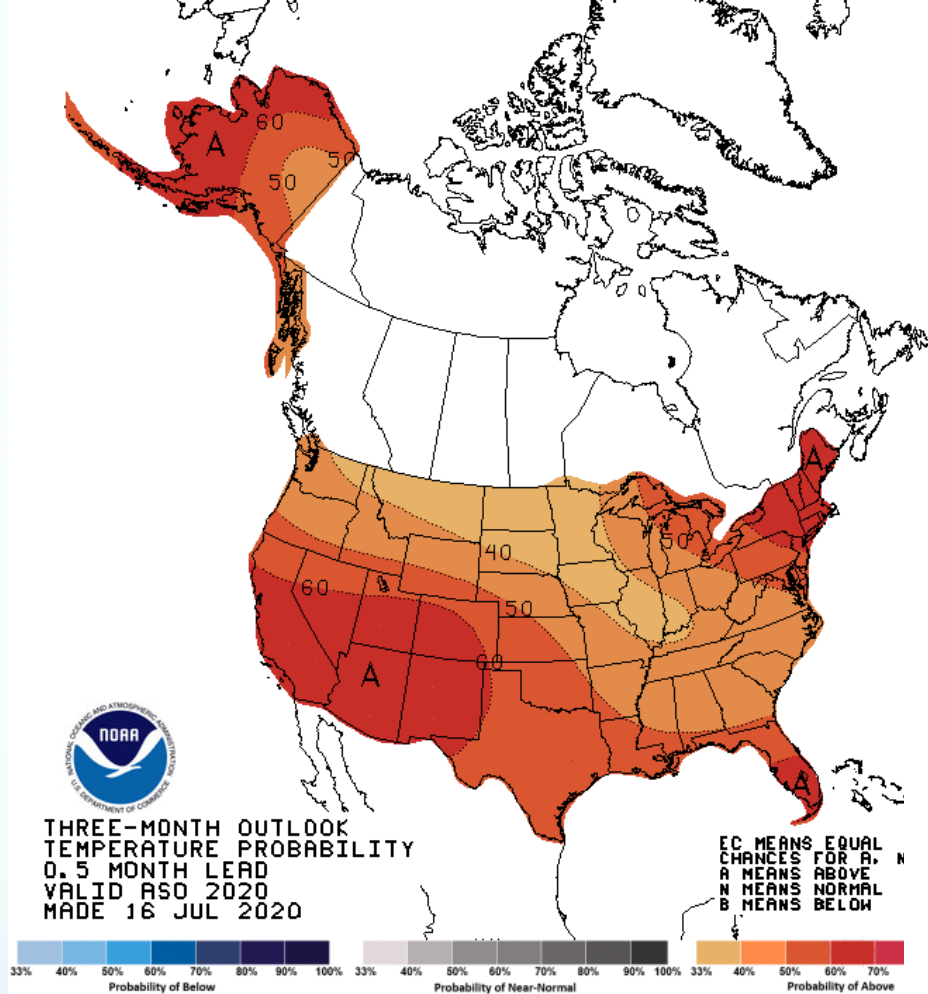 60
A
50
50
A
40
50
60
50
60
A
A
NATIONAL OCEANIC AND ATMOSPHERIC ADMINISTRATION
NOAA
U.S. DEPARTMENT OF COMMERCE
THREE-MONTH OUTLOOK
TEMPERATURE PROBABILITY
0.5 MONTH LEAD
VALID ASO 2020
MADE 16 JUL 2020
EC MEANS EQUAL
CHANCES FOR A, N
A MEANS ABOVE
N MEANS NORMAL
B MEANS BELOW
33% 40% 50% 60% 70% 80% 90% 100%
Probability of Below
33% 40% 50% 60% 70% 80% 90% 100%
Probability of Near-Normal
33% 40% 50% 60% 70%
Probability of Above